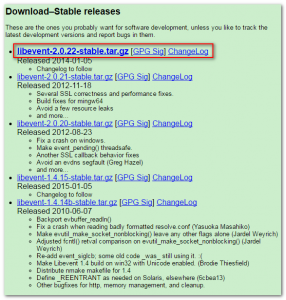 Download–Stable releases
These are the ones you probably want for software development, unless you like to track the
latest development versions and report bugs in them.
libevent-2.0.22-stable.tar.gz [GPG Sig] ChangeLog
Released 2014-01-05
Changelog to follow
libevent-2.0.21-stable.tar.gz [GPG Sig] ChangeLog
Released 2012-11-18
Several SSL correctness and performance fixes.
Build fixes for mingw64
Avoid a few resource leaks
and more...
libevent-2.0.20-stable.tar.gz [GPG Sig] ChangeLog
Released 2012-08-23
Fix a crash on windows.
Make event_pending() threadsafe.
Another SSL callback behavior fixes
Avoid an evdns segfault (Greg Hazel)
and more...
libevent-1.4.15-stable.tar.gz [GPG Sig] ChangeLog
Released 2015-01-05
Changelog to follow
libevent-1.4.14b-stable.tar.gz [GPG Sig] ChangeLog
Released 2010-06-07
Backport evbuffer_readln()
Fix a crash when reading badly formatted resolve.conf (Yasuoka Masahiko)
Make evutil_make_socket_nonblocking() leave any other flags alone (Jardel
Weyrich)
Adjusted fcntl() retval comparison on evutil_make_socket_nonblocking() (Jardel
Weyrich)
Re-add event_siglcb; some old code _was_ still using it. :(
Make Libevent 1.4 build on win32 with Unicode enabled. (Brodie Thiesfield)
Distribute nmake makefile for 1.4
Define _REENTRANT as needed on Solaris, elsewhere (6cbea13)
Other bugfixes for http, memory management, and cleanup.